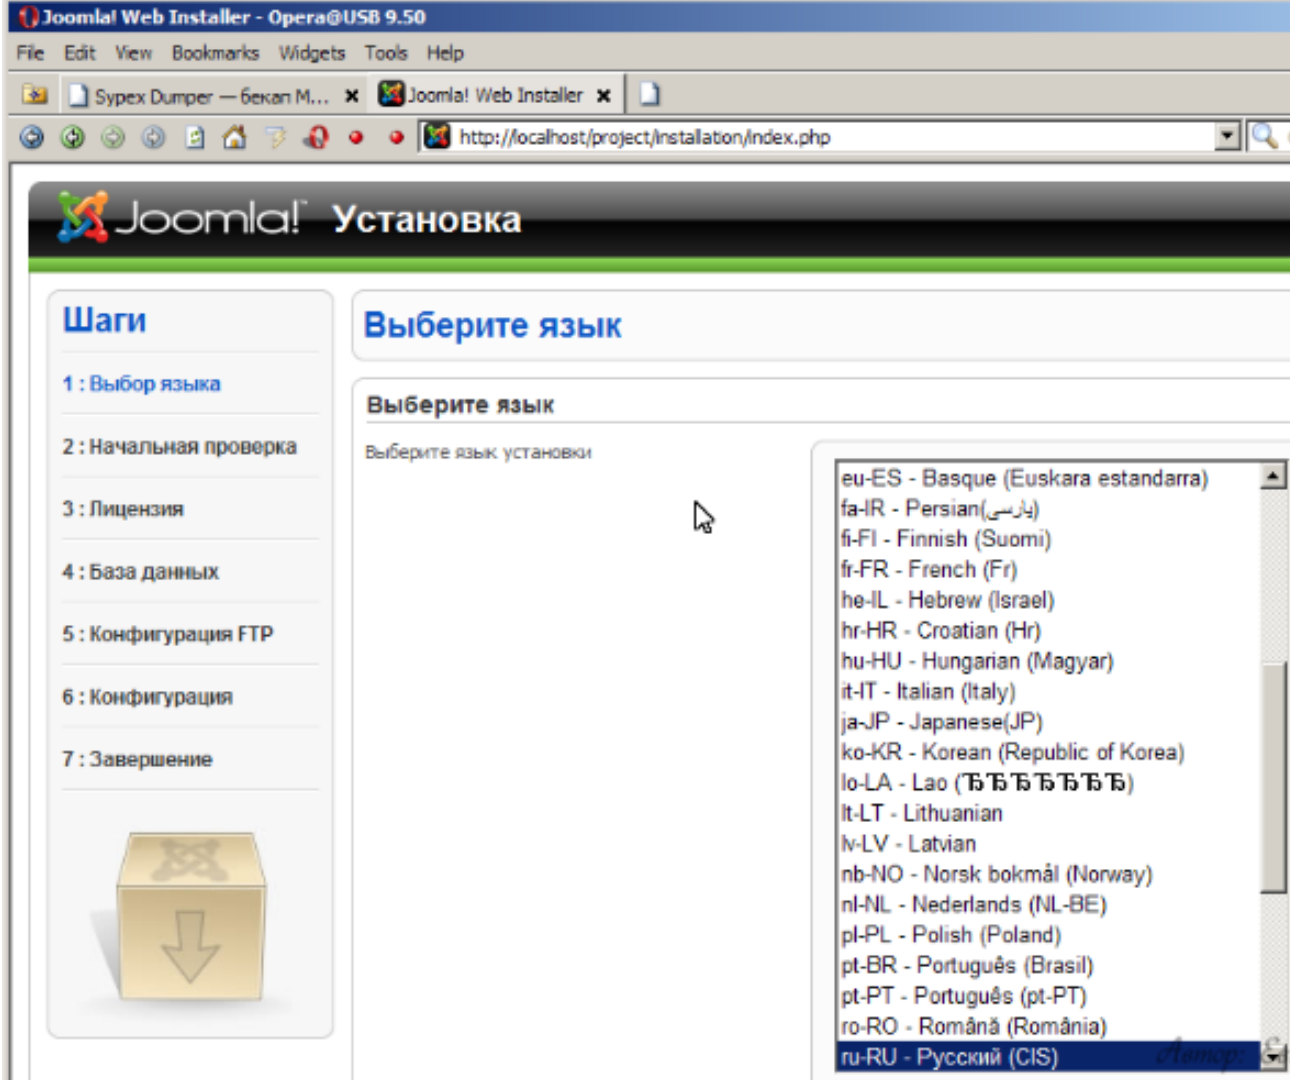 Joomla! Web Installer - Opera@USB 9.50
File Edit View Bookmarks Widgets Tools Help
Sypex Dumper — бекап M... Joomla! Web Installer
http://localhost/project/installation/index.php
Joomla! Установка
Шаги
1 : Выбор языка
2 : Начальная проверка
3 : Лицензия
4 : База данных
5 : Конфигурация FTP
6 : Конфигурация
7 : Завершение
Выберите язык
Выберите язык
Выберите язык установки
eu-ES - Basque (Euskara estandarra)
fa-IR - Persian(پارسی)
fi-FI - Finnish (Suomi)
fr-FR - French (Fr)
he-IL - Hebrew (Israel)
hr-HR - Croatian (Hr)
hu-HU - Hungarian (Magyar)
it-IT - Italian (Italy)
ja-JP - Japanese(JP)
ko-KR - Korean (Republic of Korea)
lo-LA - Lao (ЪЪЪЪЪЪЪ)
lt-LT - Lithuanian
lv-LV - Latvian
nb-NO - Norsk bokmål (Norway)
nl-NL - Nederlands (NL-BE)
pl-PL - Polish (Poland)
pt-BR - Português (Brasil)
pt-PT - Português (pt-PT)
ro-RO - Română (România)
ru-RU - Русский (CIS)
Автор: